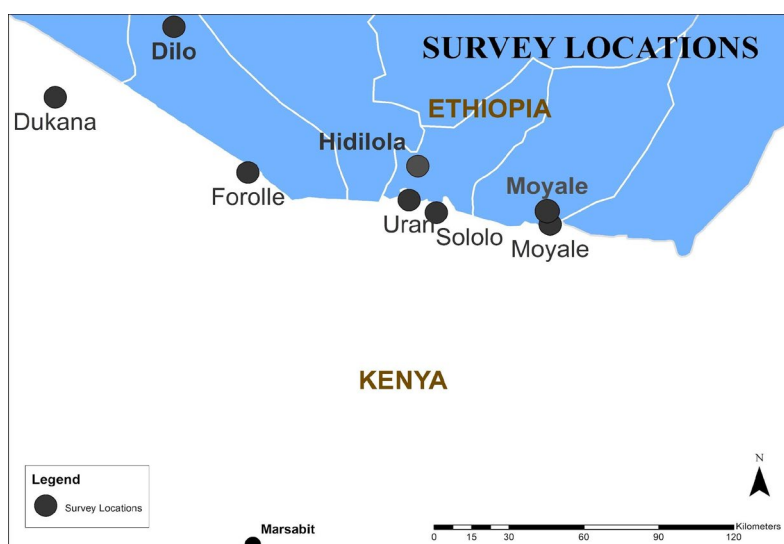 SURVEY LOCATIONS
Dilo
ETHIOPIA
Dukana
Hidilola
Forolle
Moyale
Uran
Sololo
Moyale
KENYA
Legend
Survey Locations
Marsabit
N
Kilometers
0 15 30 60 90 120